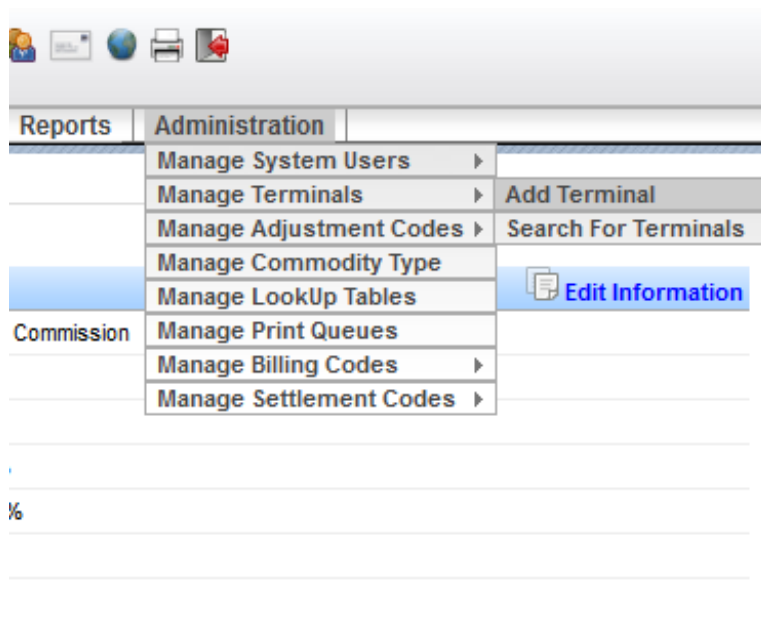 Reports Administration
Manage System Users
Manage Terminals Add Terminal
Manage Adjustment Codes Search For Terminals
Manage Commodity Type
Manage LookUp Tables Edit Information
Commission Manage Print Queues
Manage Billing Codes
Manage Settlement Codes
%